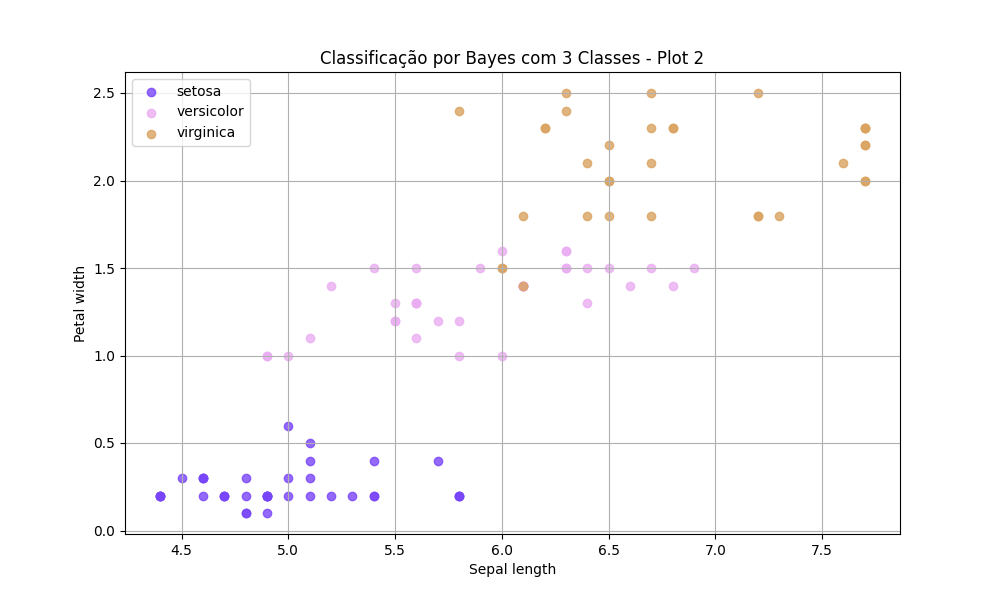 Classificação por Bayes com 3 Classes - Plot 2
setosa
versicolor
virginica
2.5
2.0
1.5
1.0
0.5
0.0
Petal width
4.5 5.0 5.5 6.0 6.5 7.0 7.5
Sepal length